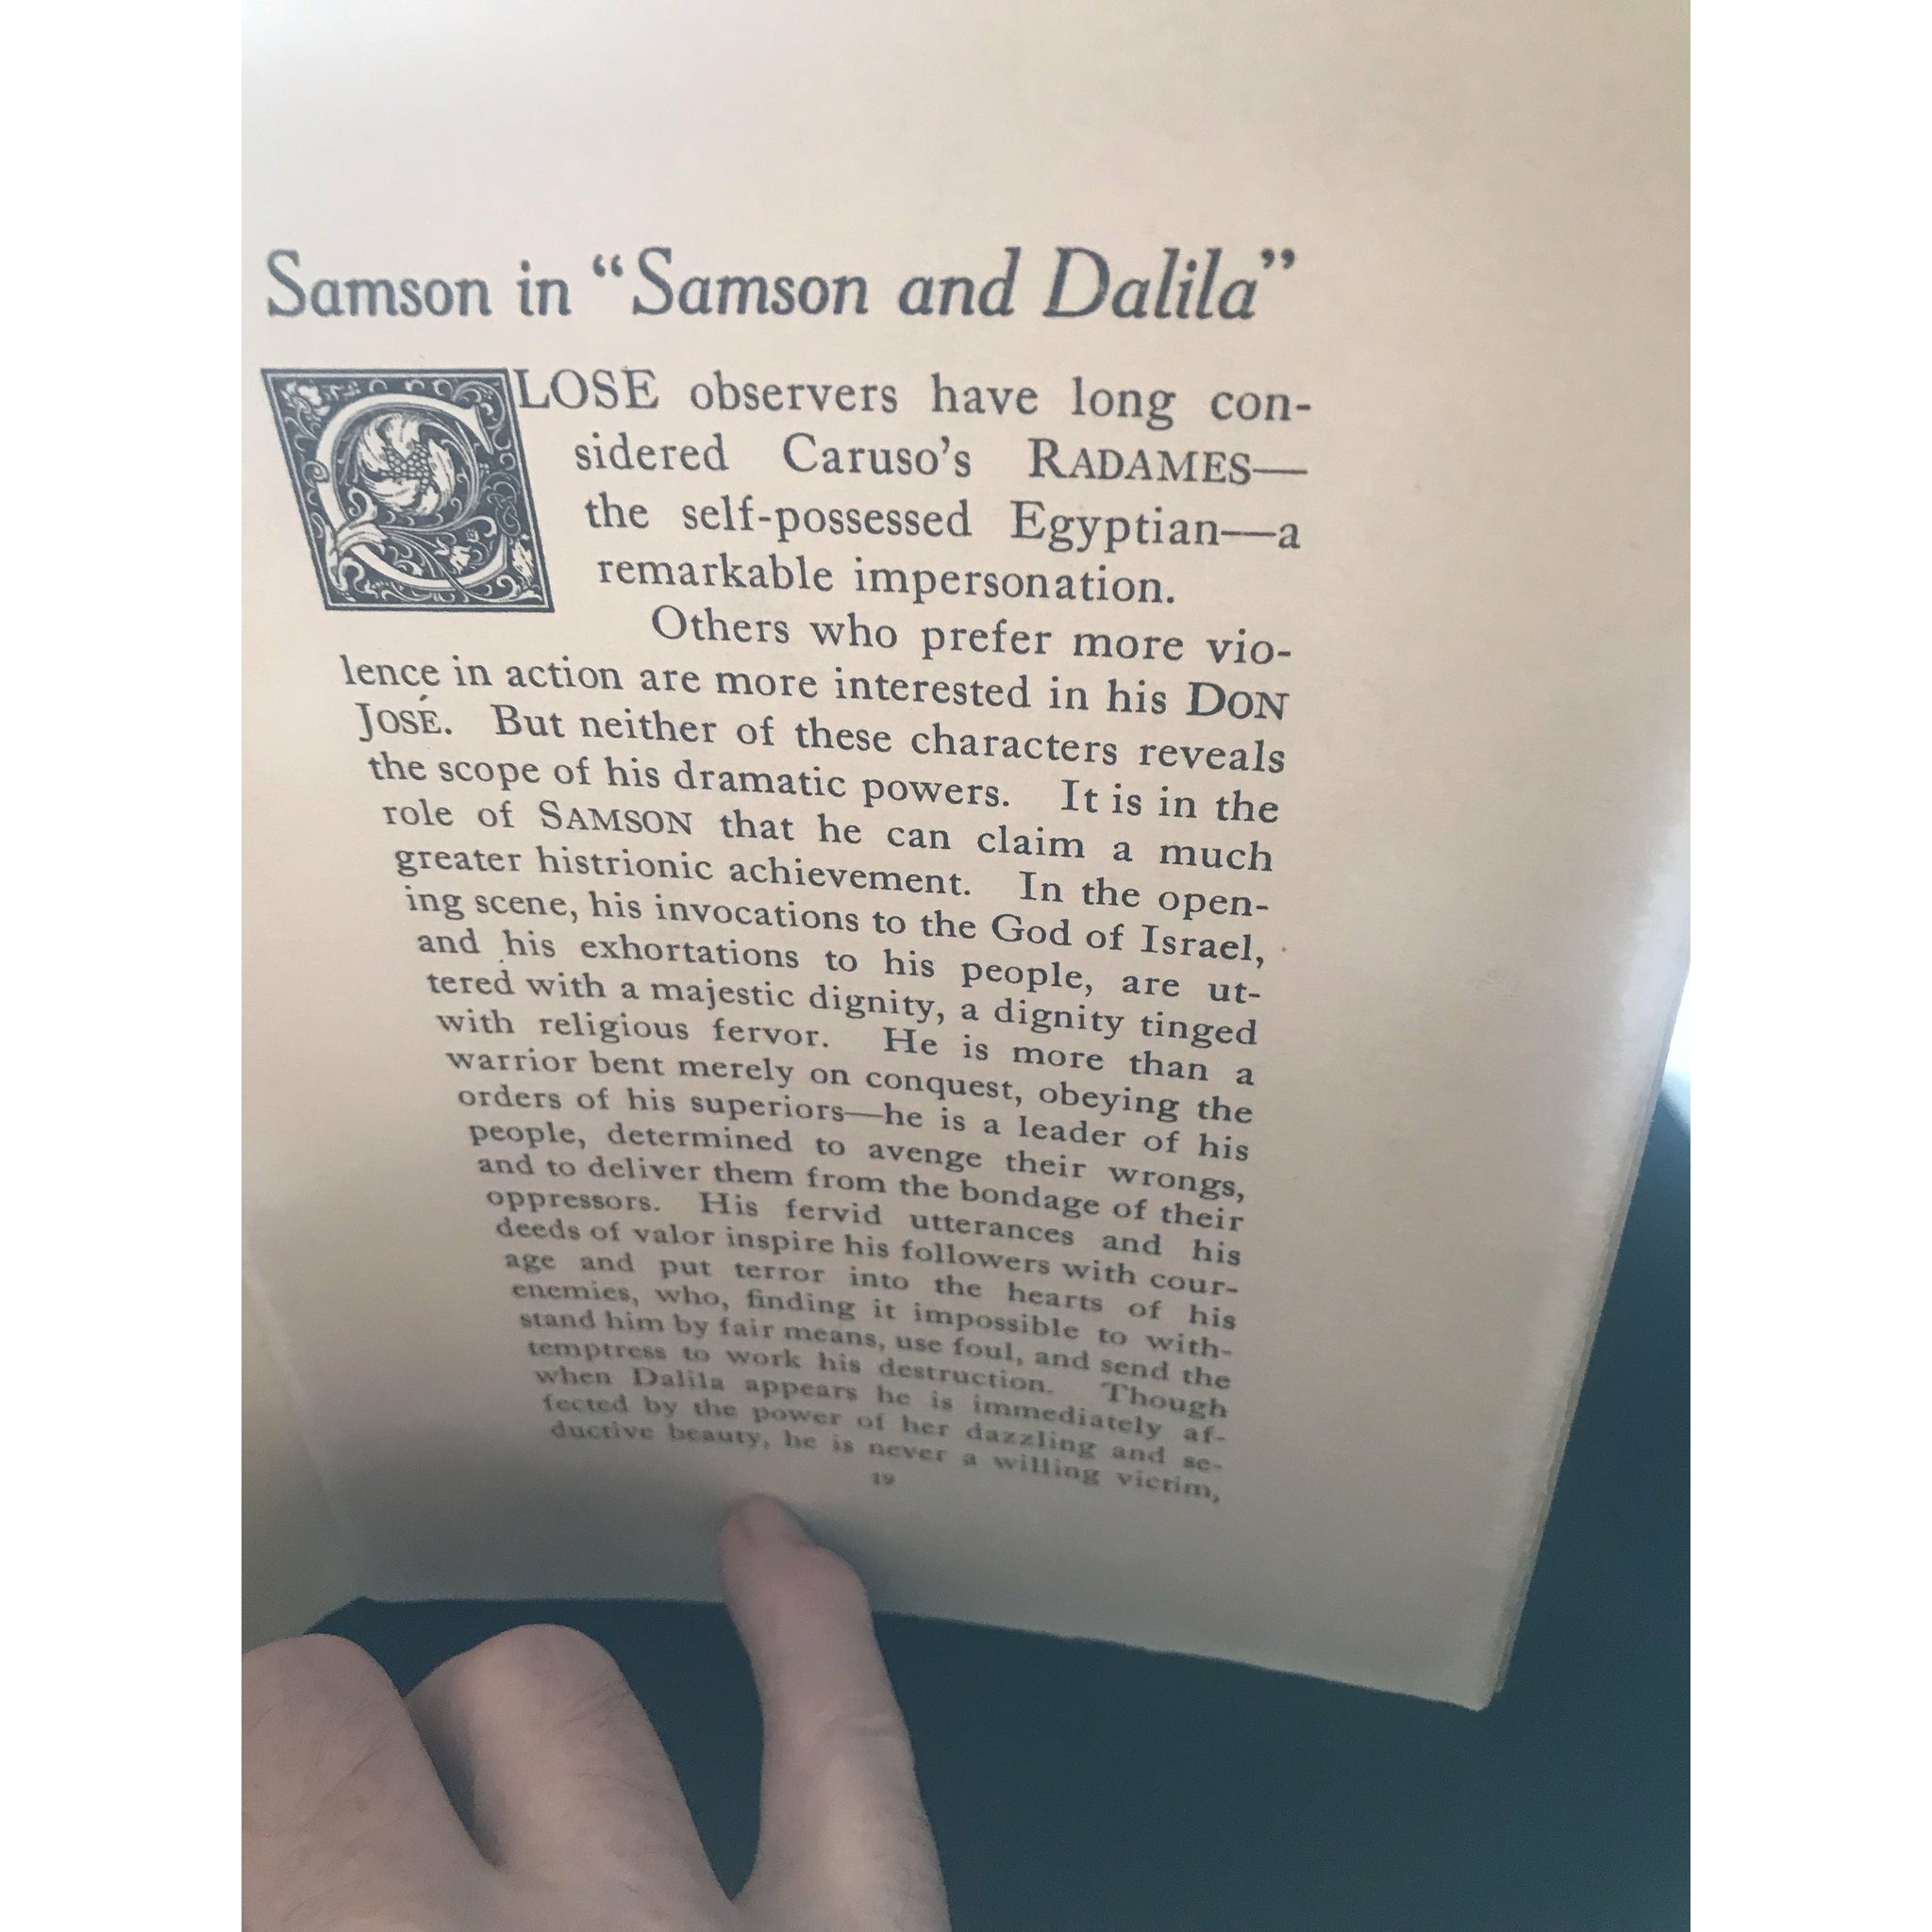 Samson in “Samson and Dalila”
CLOSE observers have long con-
sidered Caruso’s RADAMES—
the self-possessed Egyptian—a
remarkable impersonation.
Others who prefer more vio-
lence in action are more interested in his DON
JOSÉ. But neither of these characters reveals
the scope of his dramatic powers. It is in the
role of SAMSON that he can claim a much
greater histrionic achievement. In the open-
ing scene, his invocations to the God of Israel,
and his exhortations to his people, are ut-
tered with a majestic dignity, a dignity tinged
with religious fervor. He is more than a
warrior bent merely on conquest, obeying the
orders of his superiors—he is a leader of his
people, determined to avenge their wrongs,
and to deliver them from the bondage of their
oppressors. His fervid utterances and his
deeds of valor inspire his followers with cour-
age and put terror into the hearts of his
enemies, who, finding it impossible to with-
stand him by fair means, use foul, and send the
temptress to work his destruction. Though
when Dalila appears he is immediately af-
fected by the power of her dazzling and se-
ductive beauty, he is never a willing victim,
19